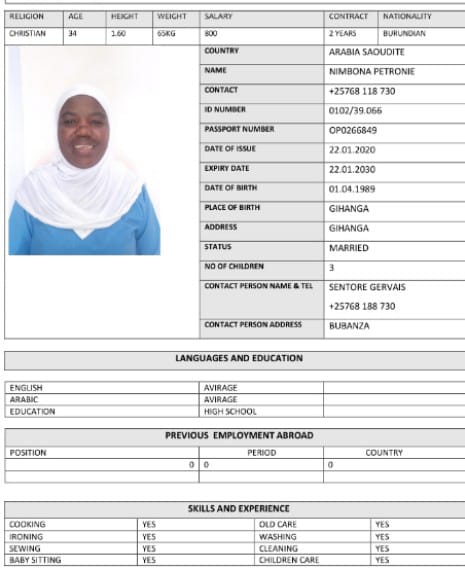 RELIGION AGE HEIGHT WEIGHT SALARY CONTRACT NATIONALITY
CHRISTIAN 34 1.60 65KG 800 2 YEARS BURUNDIAN
COUNTRY ARABIA SAOUDITE
NAME NIMBONA PETRONIE
CONTACT +25768 118 730
ID NUMBER 0102/39.066
PASSPORT NUMBER OP0266849
DATE OF ISSUE 22.01.2020
EXPIRY DATE 22.01.2030
DATE OF BIRTH 01.04.1989
PLACE OF BIRTH GIHANGA
ADDRESS GIHANGA
STATUS MARRIED
NO OF CHILDREN 3
CONTACT PERSON NAME & TEL SENTORE GERVAIS
+25768 188 730
CONTACT PERSON ADDRESS BUBANZA
LANGUAGES AND EDUCATION
ENGLISH AVIRAGE
ARABIC AVIRAGE
EDUCATION HIGH SCHOOL
PREVIOUS EMPLOYMENT ABROAD
POSITION PERIOD COUNTRY
0 0 0
SKILLS AND EXPERIENCE
COOKING YES OLD CARE YES
IRONING YES WASHING YES
SEWING YES CLEANING YES
BABY SITTING YES CHILDREN CARE YES